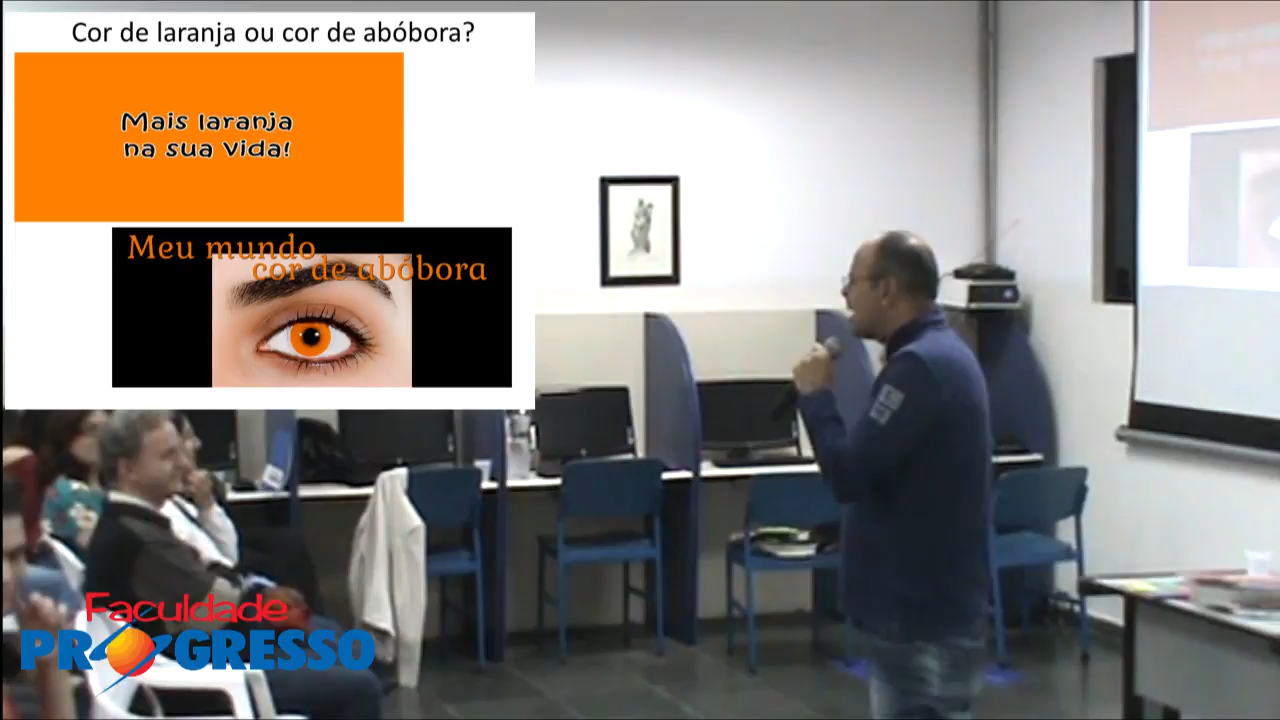 Cor de laranja ou cor de abóbora?
Mais laranja
na sua vida!
Meu mundo
cor de abóbora
Faculdade
PROGRESSO